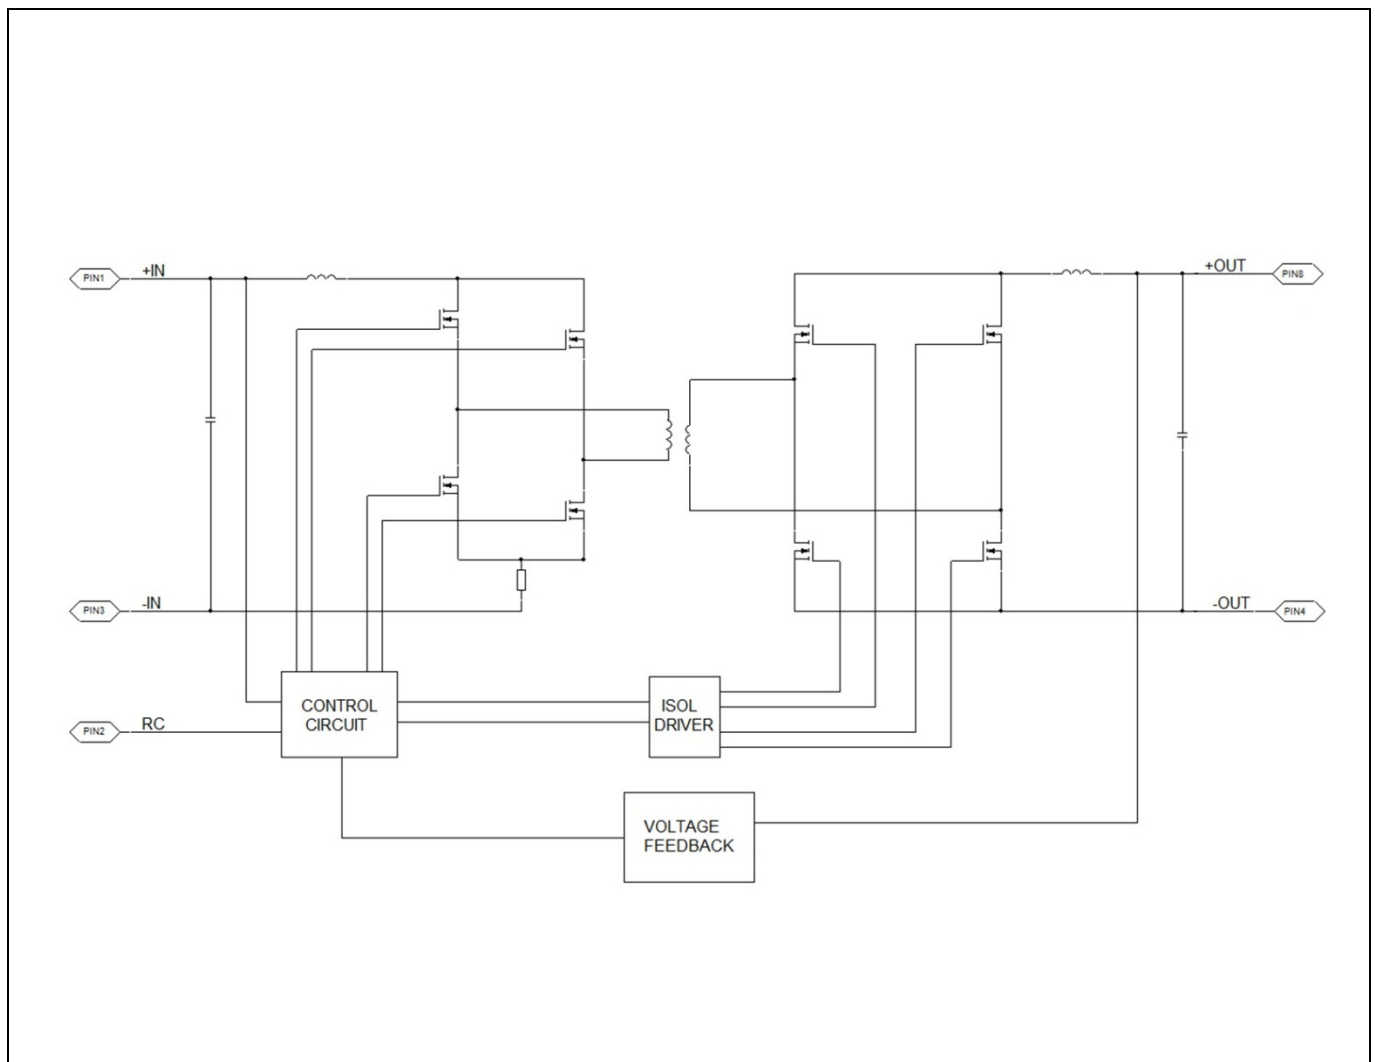 PIN1
+IN
+OUT
PIN8
PIN3
-IN
-OUT
PIN4
PIN2
RC
CONTROL
CIRCUIT
ISOL
DRIVER
VOLTAGE
FEEDBACK